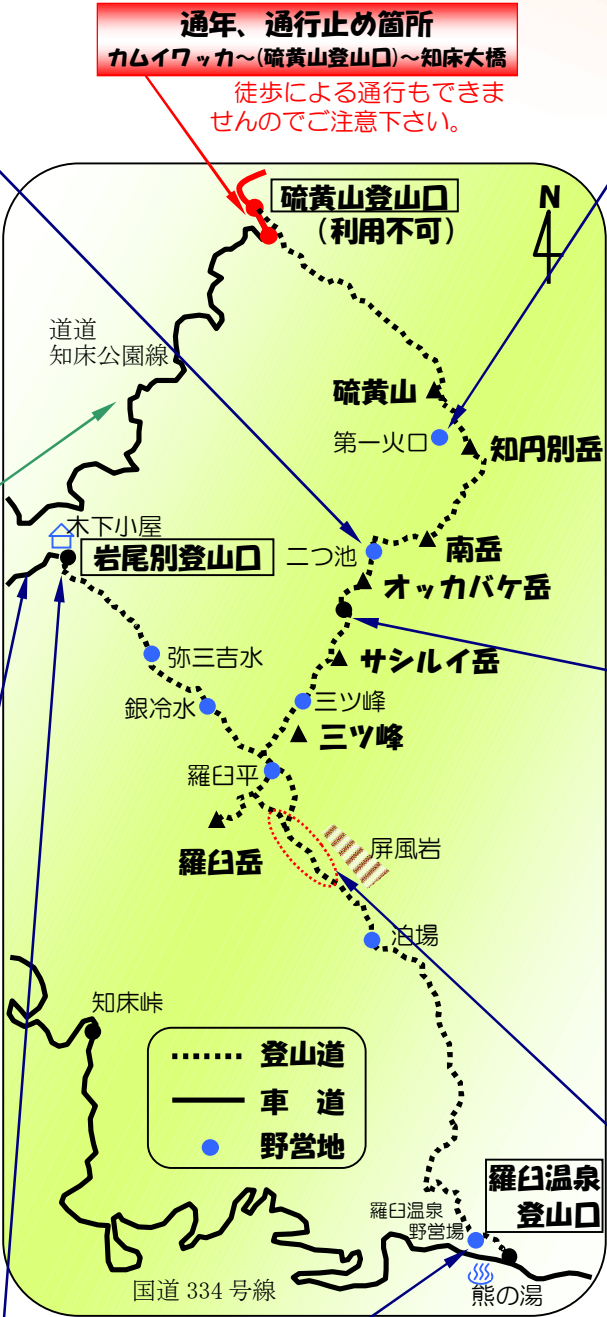 通年、通行止め箇所
カムイワッカ～(硫黄山登山口)～知床大橋
徒歩による通行もできま
せんのでご注意下さい。
硫黄山登山口
(利用不可)
N
道道
知床公園線
硫黄山
第一火口
知円別岳
木下小屋
岩尾別登山口
二つ池
南岳
オッカバケ岳
弥三吉水
サシルイ岳
銀冷水
三ツ峰
三ツ峰
羅臼平
羅臼岳
屏風岩
泊場
知床峠
登山道
車 道
野営地
羅臼温泉
登山口
羅臼温泉
野営場
国道 334 号線
熊の湯